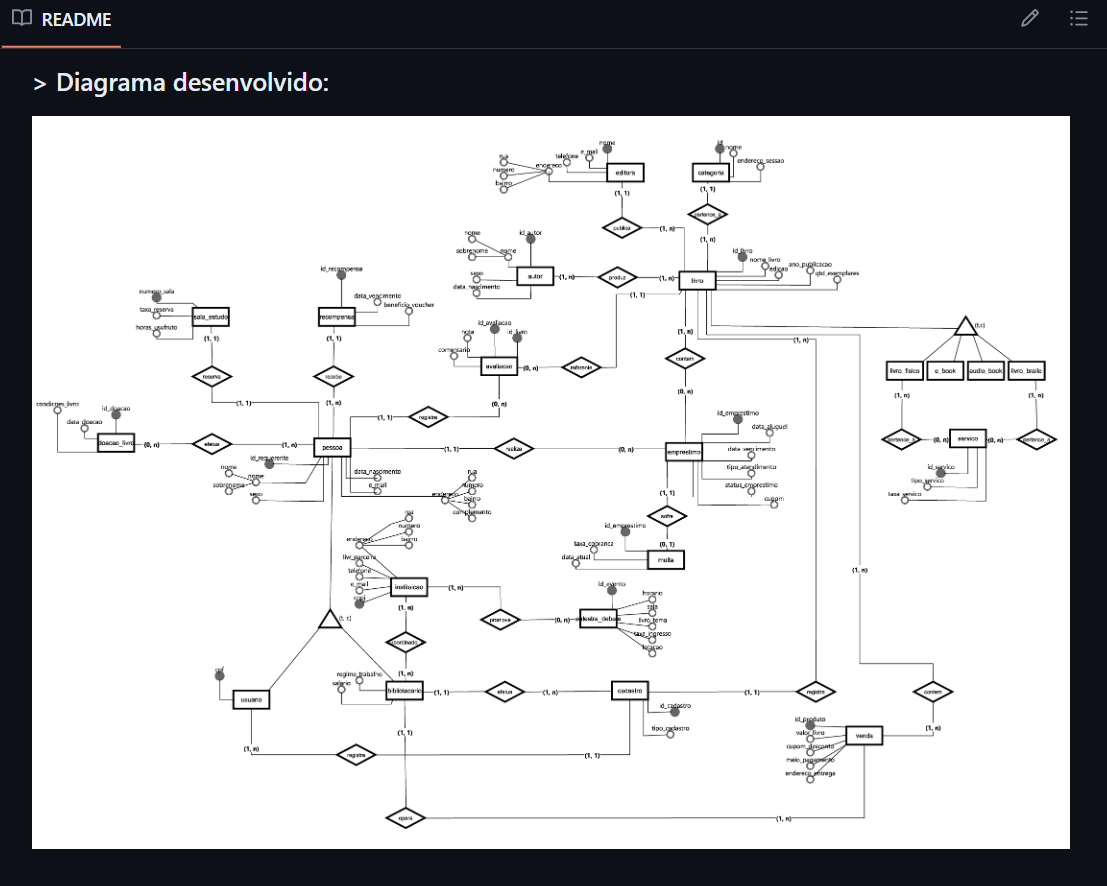 README
> Diagrama desenvolvido:
nome
e_mail
telefone
endereco
rua
numero
bairro
editora
(1, 1)
publica
(1, n)
id
nome
endereco_sessao
categoria
(1, 1)
pertence_a
(1, n)
nome
id_autor
sobrenome
nome
sexo
data_nascimento
autor
(1, n)
produz
(1, n)
livro
id_livro
nome_livro
edicao
ano_publicacao
qtd_exemplares
(1, 1)
id_recompensa
data_vencimento
beneficio_voucher
recompensa
(1, n)
recebe
numero_sala
taxa_reserva
horas_usufruto
sala_estudo
(1, 1)
reserva
(1, 1)
id_avaliacao
nota
id_livro
comentario
avaliacao
(0, n)
referente
(0, n)
registra
(1, 1)
(1, n)
contem
(0, n)
(1, n)
(t,c)
livro_fisico
e_book
audio_book
livro_braile
(1, n)
(1, n)
pertence_a
(0, n)
servico
(0, n)
pertence_a
id_servico
tipo_servico
taxa_servico
condicoes_livro
id_doacao
data_doacao
doacao_livro
(0, n)
efetua
(1, n)
pessoa
(1, n)
realiza
(0, n)
emprestimo
id_emprestimo
data_aluguel
data_vencimento
tipo_atendimento
status_emprestimo
cupom
id_requerente
nome
nome
sobrenome
sexo
data_nascimento
e_mail
endereco
rua
numero
bairro
complemento
(1, 1)
sofre
(0, 1)
id_emprestimo
taxa_cobranca
data_atual
multa
rua
numero
bairro
endereco
livr_parceira
telefone
e_mail
cnpj
instituicao
(1, n)
promove
(0, n)
palestra_debate
id_evento
horario
sala
livro_tema
taxa_ingresso
lotacao
(1, n)
(t, c)
(1, n)
(1, n)
cpf
usuario
regime_trabalho
salario
bibliotecario
(1, 1)
efetua
(1, n)
cadastro
(1, 1)
registra
contem
id_cadastro
tipo_cadastro
(1, 1)
(1, n)
registra
(1, 1)
id_produto
valor_livro
cupom_desconto
meio_pagamento
endereco_entrega
venda
(1, n)
opera
(1, n)